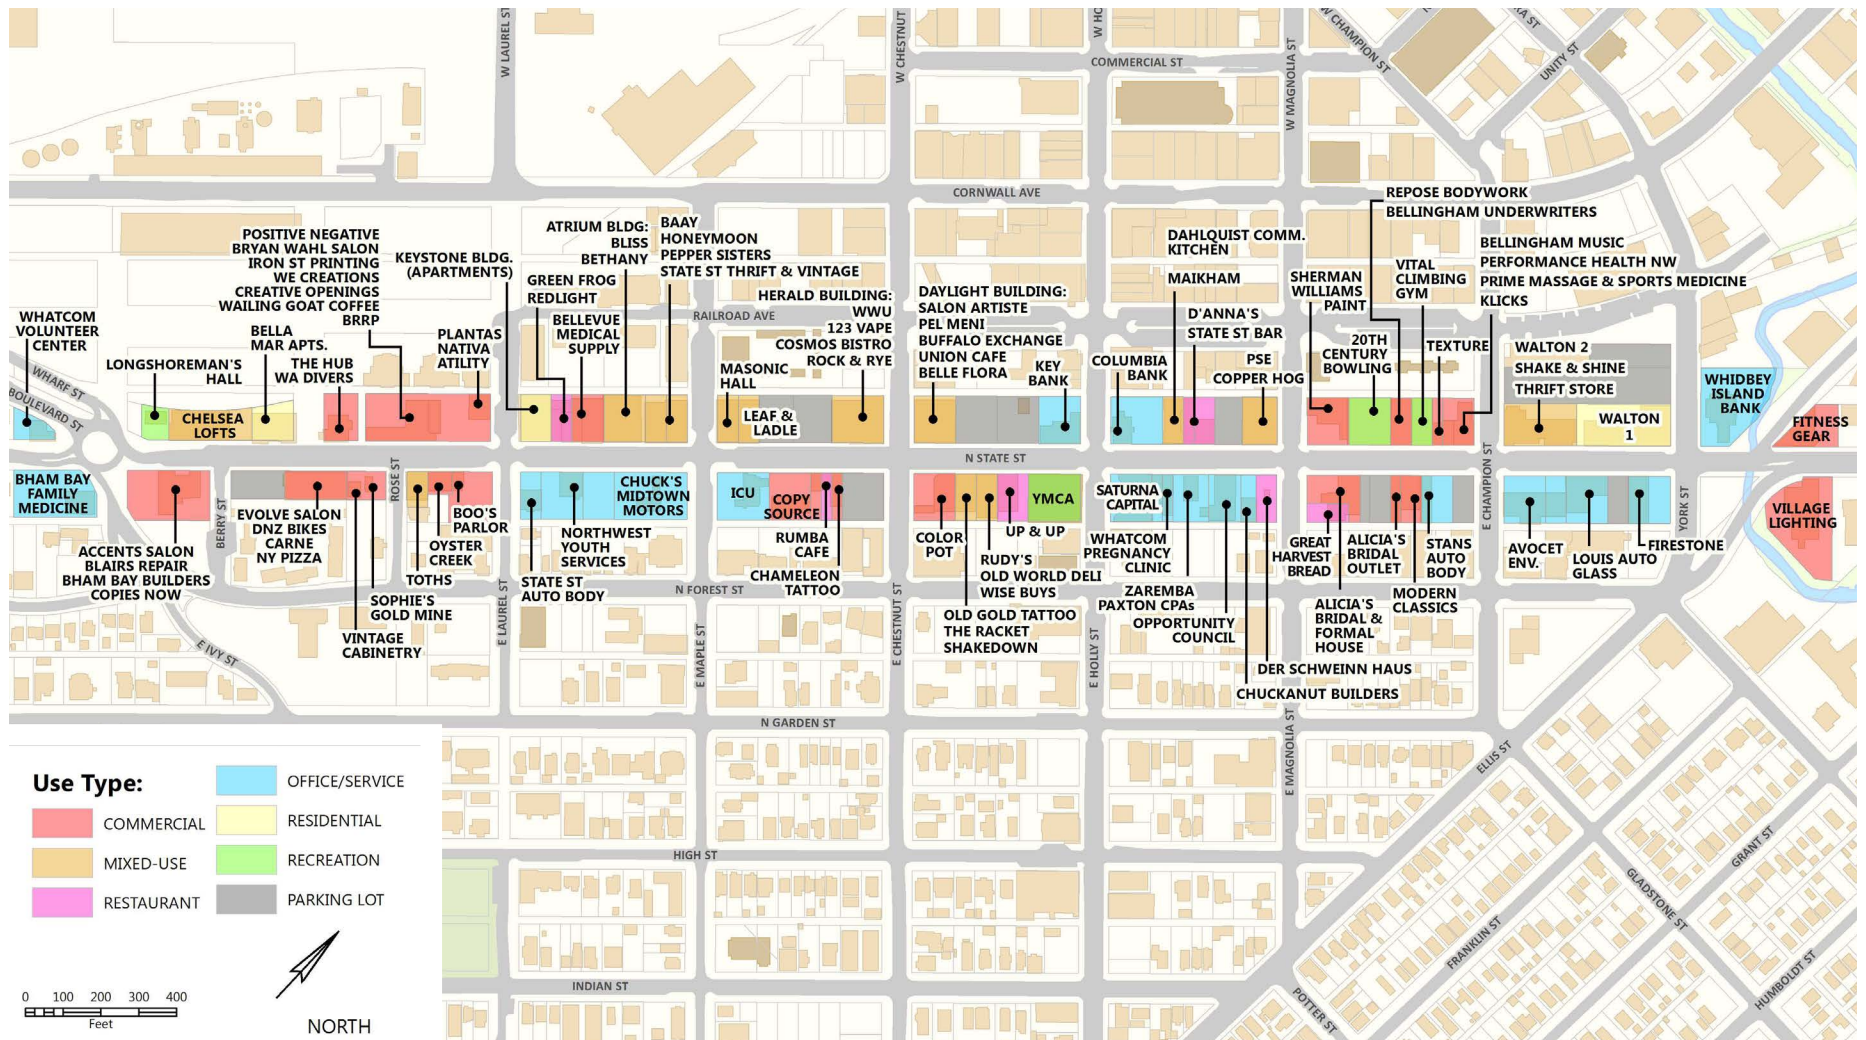 W LAUREL ST
W CHESTNUT
W HO
COMMERCIAL ST
W MAGNOLIA ST
W CHAMPION ST
UNITY ST
RA ST
CORNWALL AVE
REPOSE BODYWORK
BELLINGHAM UNDERWRITERS
POSITIVE NEGATIVE
BRYAN WAHL SALON
IRON ST PRINTING
WE CREATIONS
CREATIVE OPENINGS
WAILING GOAT COFFEE
BRRP
KEYSTONE BLDG.
(APARTMENTS)
ATRIUM BLDG:
BLISS
BETHANY
BAAY
HONEYMOON
PEPPER SISTERS
STATE ST THRIFT & VINTAGE
GREEN FROG
REDLIGHT
BELLEVUE
MEDICAL
SUPPLY
HERALD BUILDING:
WWU
123 VAPE
COSMOS BISTRO
ROCK & RYE
RAILROAD AVE
DAYLIGHT BUILDING:
SALON ARTISTE
PEL MENI
BUFFALO EXCHANGE
UNION CAFE
BELLE FLORA
DAHLQUIST COMM.
KITCHEN
MAIKHAM
D'ANNA'S
STATE ST BAR
PSE
COPPER HOG
SHERMAN
WILLIAMS
PAINT
VITAL
CLIMBING
GYM
BELLINGHAM MUSIC
PERFORMANCE HEALTH NW
PRIME MASSAGE & SPORTS MEDICINE
KLICKS
WHATCOM
VOLUNTEER
CENTER
LONGSHOREMAN'S
HALL
BELLA
MAR APTS.
THE HUB
WA DIVERS
PLANTAS
NATIVA
ATILITY
MASONIC
HALL
KEY
BANK
COLUMBIA
BANK
20TH
CENTURY
BOWLING
TEXTURE
WALTON 2
SHAKE & SHINE
THRIFT STORE
WHIDBEY
ISLAND
BANK
WHARF ST
BOULEVARD ST
CHELSEA
LOFTS
LEAF &
LADLE
WALTON
1
FITNESS
GEAR
N STATE ST
BHAM BAY
FAMILY
MEDICINE
BERRY ST
ROSE ST
CHUCK'S
MIDTOWN
MOTORS
ICU
COPY
SOURCE
YMCA
SATURNA
CAPITAL
E CHAMPION ST
YORK ST
VILLAGE
LIGHTING
ACCENTS SALON
BLAIRS REPAIR
BHAM BAY BUILDERS
COPIES NOW
EVOLVE SALON
DNZ BIKES
CARNE
NY PIZZA
BOO'S
PARLOR
OYSTER
CREEK
TOTHS
SOPHIE'S
GOLD MINE
VINTAGE
CABINETRY
STATE ST
AUTO BODY
NORTHWEST
YOUTH
SERVICES
RUMBA
CAFE
CHAMELEON
TATTOO
COLOR
POT
UP & UP
RUDY'S
OLD WORLD DELI
WISE BUYS
OLD GOLD TATTOO
THE RACKET
SHAKEDOWN
WHATCOM
PREGNANCY
CLINIC
ZAREMBA
PAXTON CPAs
OPPORTUNITY
COUNCIL
DER SCHWEINN HAUS
CHUCKANUT BUILDERS
GREAT
HARVEST
BREAD
ALICIA'S
BRIDAL
OUTLET
STANS
AUTO
BODY
MODERN
CLASSICS
ALICIA'S
BRIDAL &
FORMAL
HOUSE
AVOCET
ENV.
LOUIS AUTO
GLASS
FIRESTONE
E IVY ST
E LAUREL ST
N FOREST ST
E MAPLE ST
E CHESTNUT ST
E HOLLY ST
E MAGNOLIA ST
N GARDEN ST
ELLIS ST
HIGH ST
INDIAN ST
POTTER ST
FRANKLIN ST
GLADSTONE ST
GRANT ST
HUMBOLDT ST
Use Type:
COMMERCIAL
MIXED-USE
RESTAURANT
OFFICE/SERVICE
RESIDENTIAL
RECREATION
PARKING LOT
0 100 200 300 400
Feet
NORTH